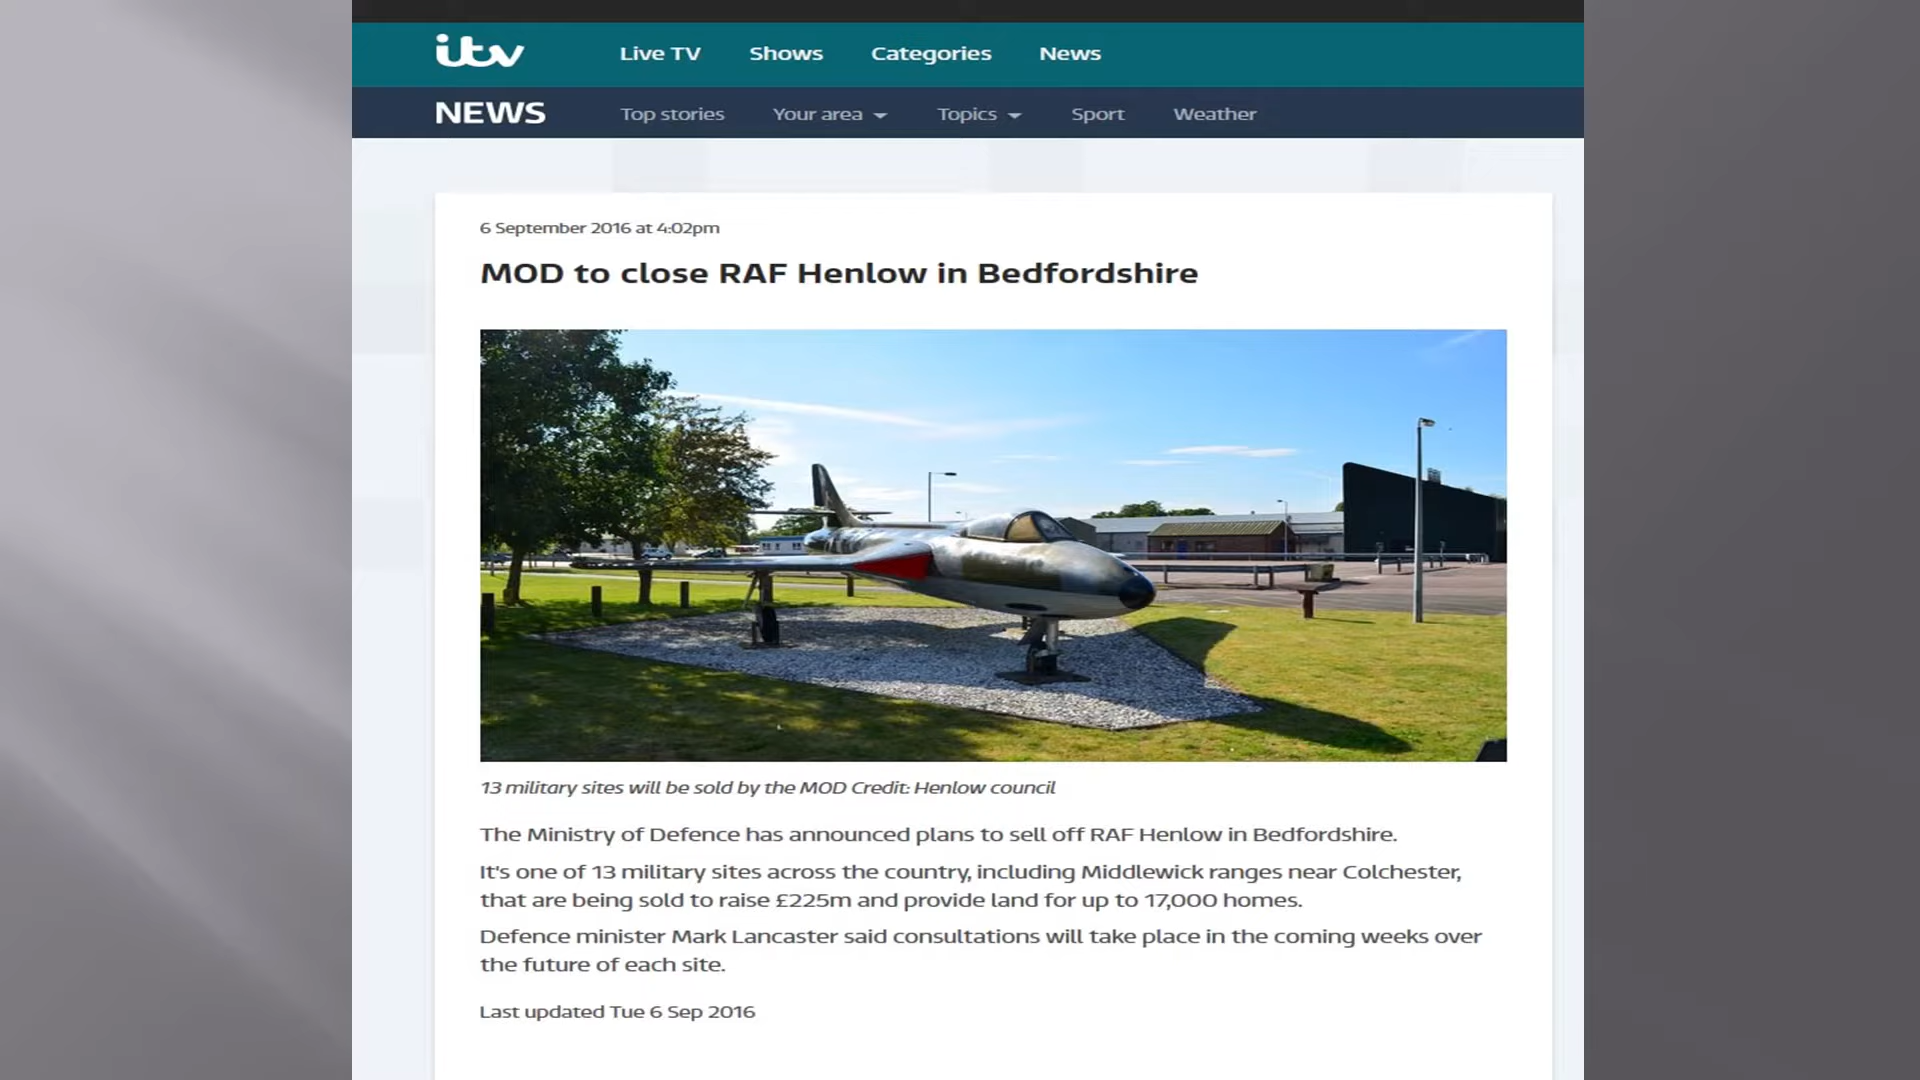 itv Live TV Shows Categories News
NEWS Top stories Your area Topics Sport Weather
6 September 2016 at 4:02pm
MOD to close RAF Henlow in Bedfordshire
13 military sites will be sold by the MOD Credit: Henlow council
The Ministry of Defence has announced plans to sell off RAF Henlow in Bedfordshire.
It's one of 13 military sites across the country, including Middlewick ranges near Colchester,
that are being sold to raise £225m and provide land for up to 17,000 homes.
Defence minister Mark Lancaster said consultations will take place in the coming weeks over
the future of each site.
Last updated Tue 6 Sep 2016